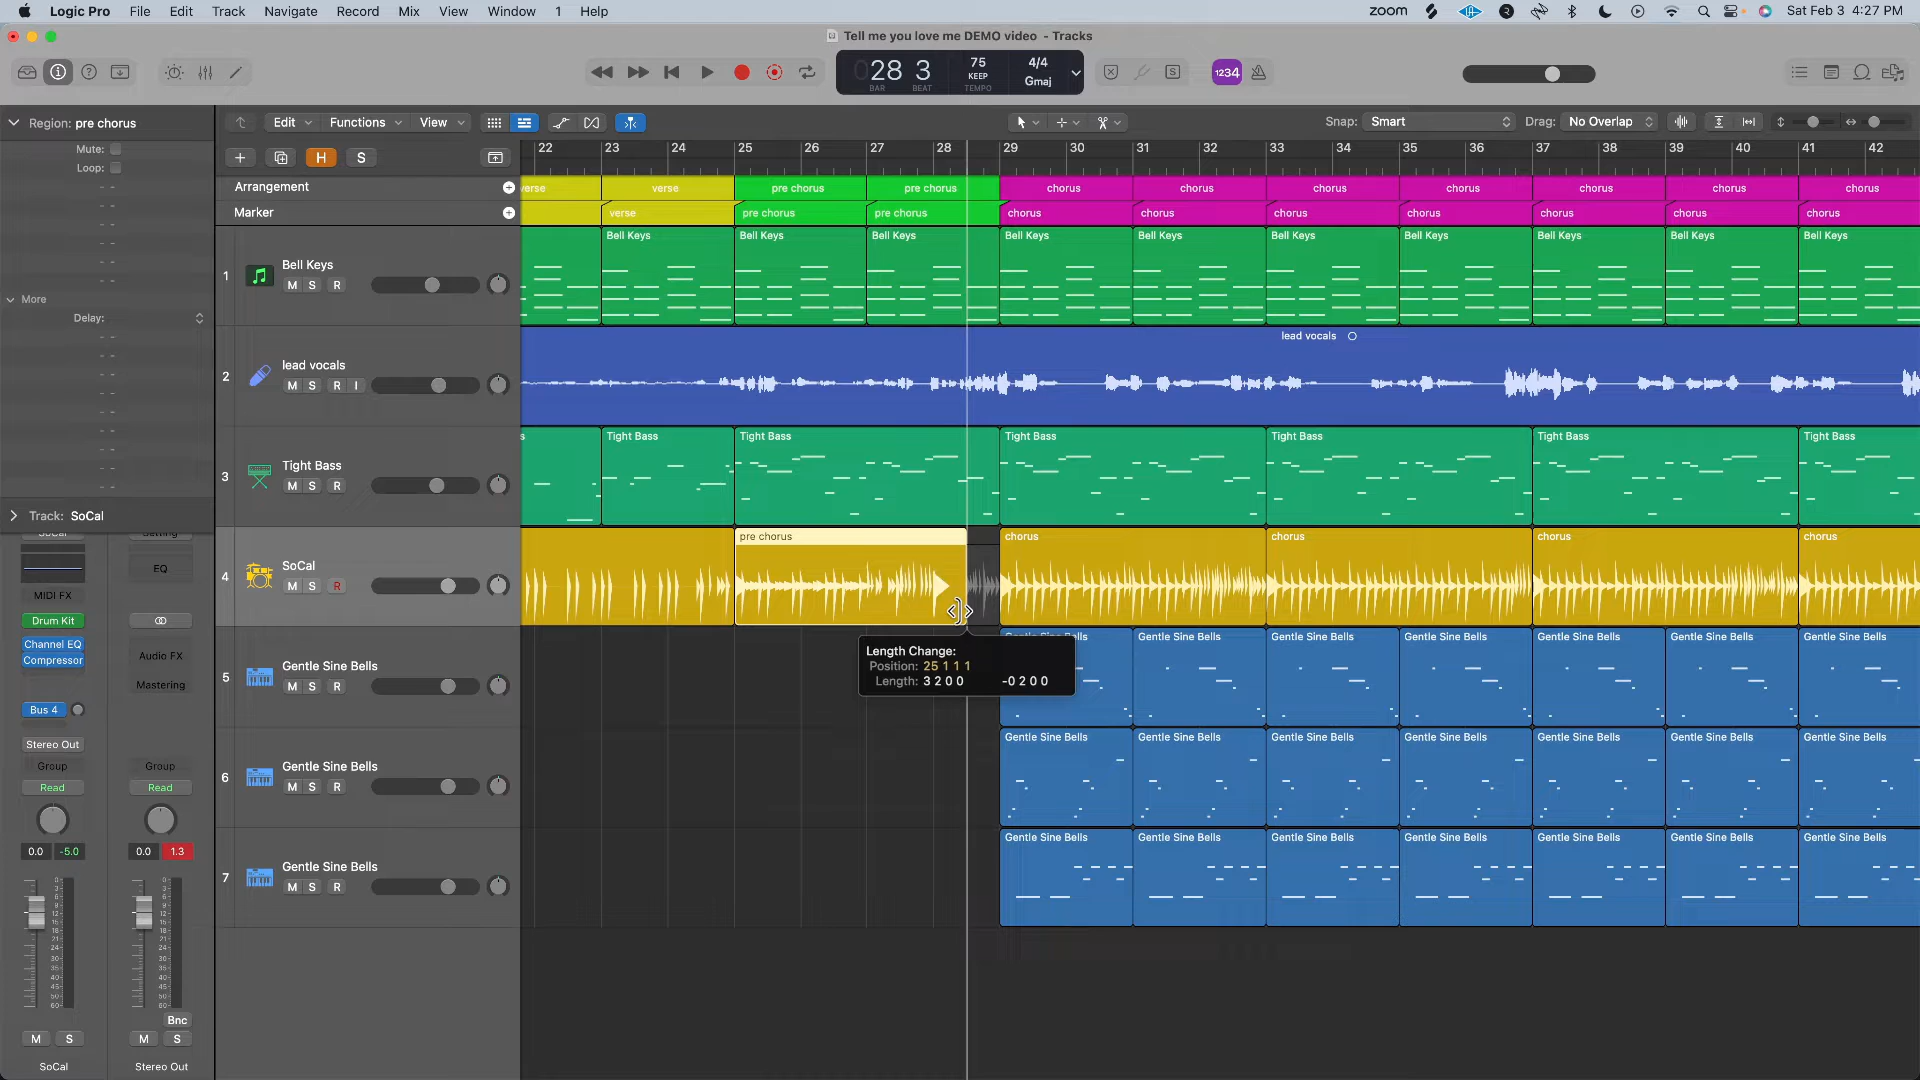 Logic Pro File Edit Track Navigate Record Mix View Window 1 Help zoom Sat Feb 3 4:27 PM
Tell me you love me DEMO video - Tracks
028 3 75 KEEP 4/4 Gmaj 1234
BAR BEAT TEMPO
Region: pre chorus Edit Functions View Snap: Smart Drag: No Overlap
Mute:
Loop:
H S
22 23 24 25 26 27 28 29 30 31 32 33 34 35 36 37 38 39 40 41 42
Arrangement verse verse pre chorus pre chorus chorus chorus chorus chorus chorus chorus chorus
Marker verse pre chorus pre chorus chorus chorus chorus chorus chorus chorus chorus
Bell Keys Bell Keys Bell Keys Bell Keys Bell Keys Bell Keys Bell Keys Bell Keys Bell Keys Bell Keys
1 Bell Keys
M S R
More
Delay:
lead vocals
2 lead vocals
M S R I
s Tight Bass Tight Bass Tight Bass Tight Bass Tight Bass Tight Bass
3 Tight Bass
M S R
Track: SoCal
pre chorus chorus chorus chorus chorus
4 SoCal
M S R
SoCal Setting
EQ
MIDI FX
Drum Kit
Channel EQ
Compressor
Audio FX
Mastering
Bus 4
Stereo Out
Group Group
Read Read
0.0 -5.0 0.0 1.3
Length Change:
Position: 25 1 1 1
Length: 3 2 0 0 -0 2 0 0
Gentle Sine Bells Gentle Sine Bells Gentle Sine Bells Gentle Sine Bells Gentle Sine Bells Gentle Sine Bells Gentle Sine Bells
5 Gentle Sine Bells
M S R
Gentle Sine Bells Gentle Sine Bells Gentle Sine Bells Gentle Sine Bells Gentle Sine Bells Gentle Sine Bells Gentle Sine Bells
6 Gentle Sine Bells
M S R
Gentle Sine Bells Gentle Sine Bells Gentle Sine Bells Gentle Sine Bells Gentle Sine Bells Gentle Sine Bells Gentle Sine Bells
7 Gentle Sine Bells
M S R
Bnc
M S M S
SoCal Stereo Out